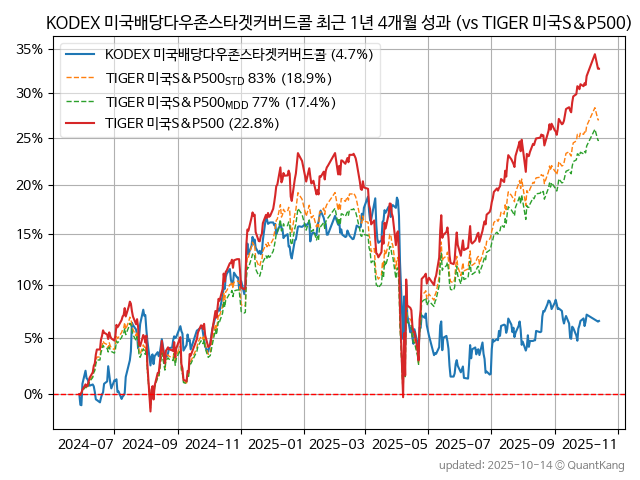 KODEX 미국배당다우존스타겟커버드콜 최근 1년 4개월 성과 (vs TIGER 미국S&P500)
KODEX 미국배당다우존스타겟커버드콜 (4.7%)
TIGER 미국S&P500STD 83% (18.9%)
TIGER 미국S&P500MDD 77% (17.4%)
TIGER 미국S&P500 (22.8%)
35%
30%
25%
20%
15%
10%
5%
0%
2024-07 2024-09 2024-11 2025-01 2025-03 2025-05 2025-07 2025-09 2025-11
updated: 2025-10-14 © QuantKang